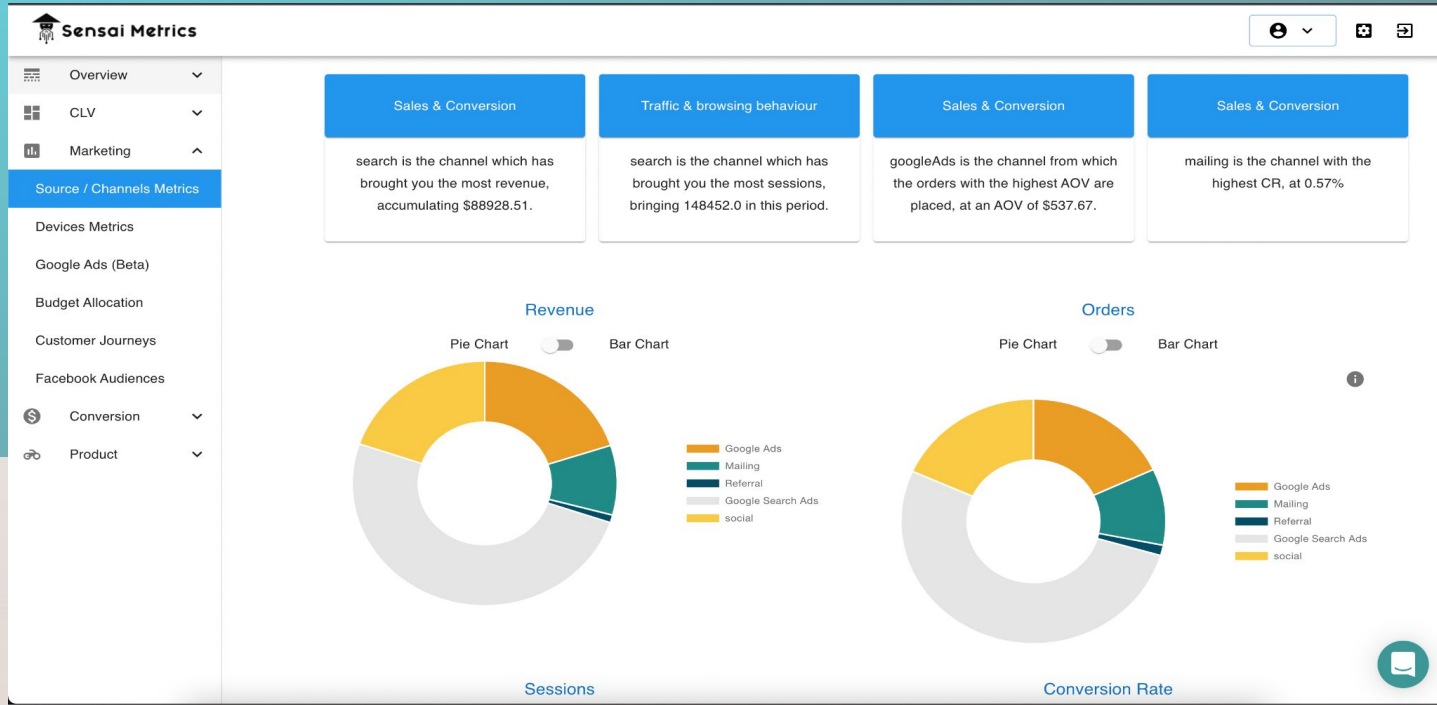 Sensai Metrics
Overview
CLV
Marketing
Source / Channels Metrics
Devices Metrics
Google Ads (Beta)
Budget Allocation
Customer Journeys
Facebook Audiences
Conversion
Product
Sales & Conversion
search is the channel which has
brought you the most revenue,
accumulating $88928.51.
Traffic & browsing behaviour
search is the channel which has
brought you the most sessions,
bringing 148452.0 in this period.
Sales & Conversion
googleAds is the channel from which
the orders with the highest AOV are
placed, at an AOV of $537.67.
Sales & Conversion
mailing is the channel with the
highest CR, at 0.57%
Revenue
Pie Chart Bar Chart
Google Ads
Mailing
Referral
Google Search Ads
social
Orders
Pie Chart Bar Chart
Google Ads
Mailing
Referral
Google Search Ads
social
Sessions
Conversion Rate